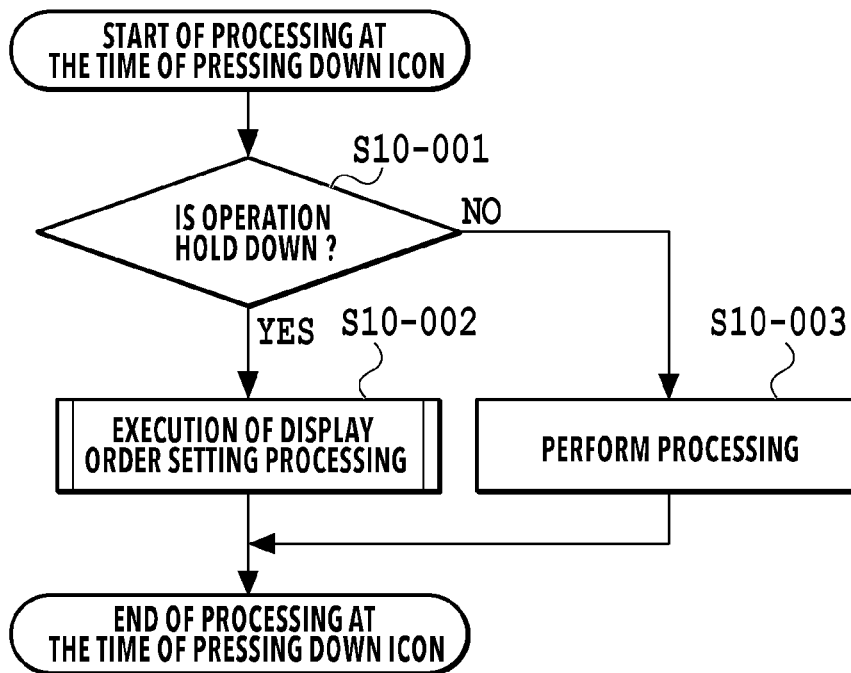 START OF PROCESSING AT
THE TIME OF PRESSING DOWN ICON
S10-001
IS OPERATION
HOLD DOWN ?
NO
YES
S10-002
S10-003
EXECUTION OF DISPLAY
ORDER SETTING PROCESSING
PERFORM PROCESSING
END OF PROCESSING AT
THE TIME OF PRESSING DOWN ICON